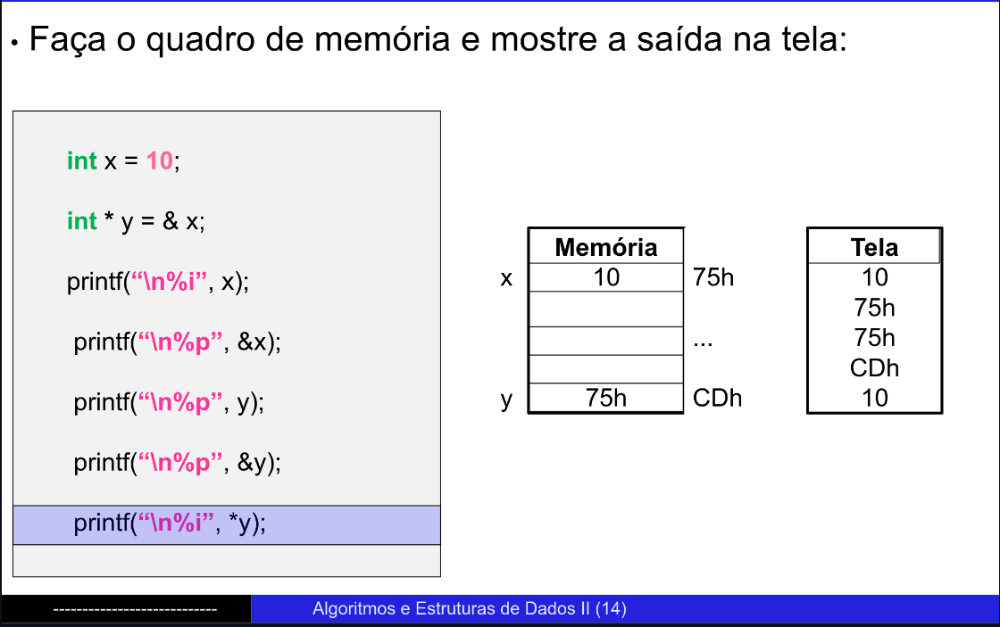 • Faça o quadro de memória e mostre a saída na tela:
int x = 10;
int * y = & x;
printf(“\n%i”, x);
printf(“\n%p”, &x);
printf(“\n%p”, y);
printf(“\n%p”, &y);
printf(“\n%i”, *y);
Memória
x 10 75h
...
y 75h CDh
Tela
10
75h
75h
CDh
10
----------------------------
Algoritmos e Estruturas de Dados II (14)